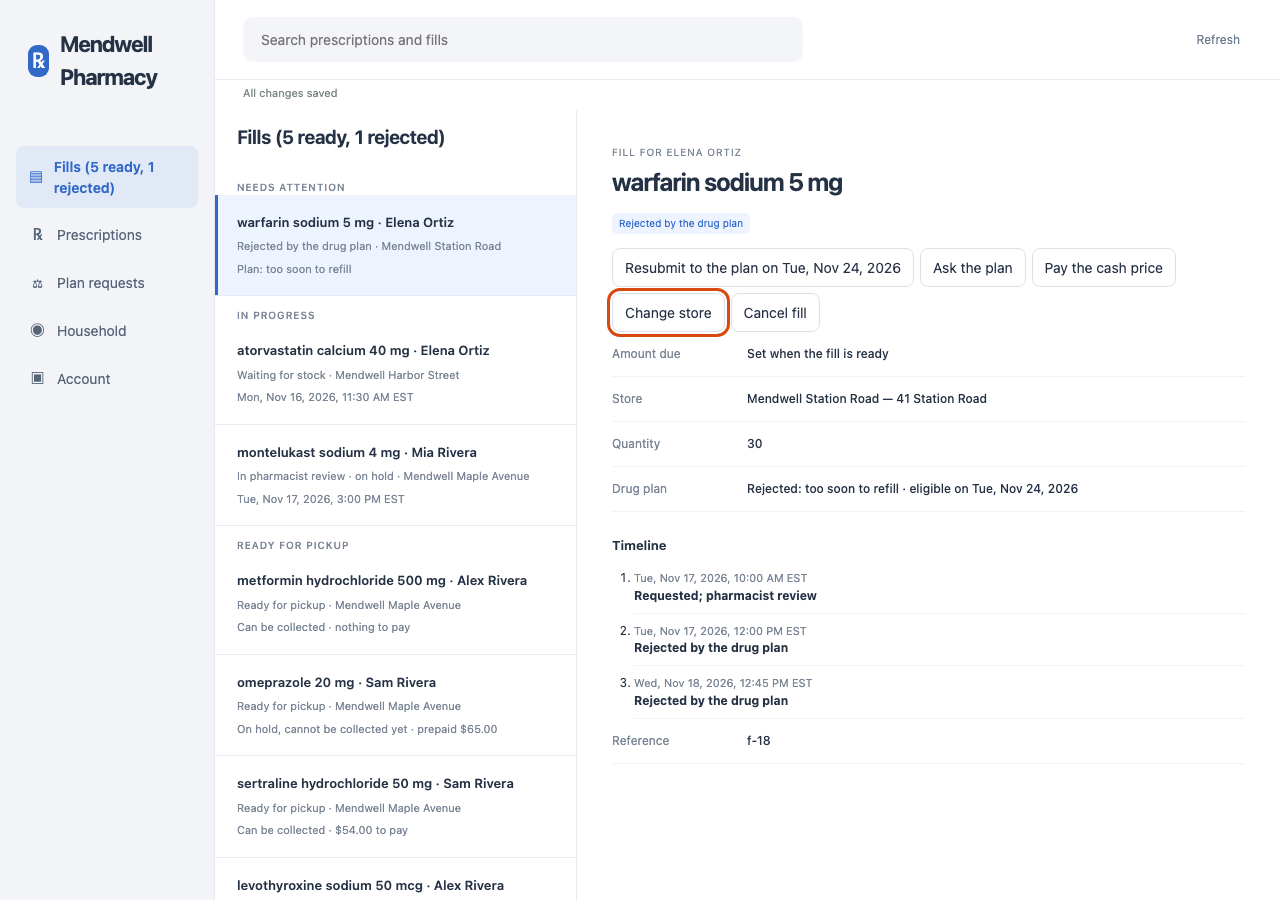 ℞
Mendwell
Pharmacy
Fills (5 ready, 1
rejected)
℞ Prescriptions
Plan requests
Household
Account
Search prescriptions and fills
Refresh
All changes saved
Fills (5 ready, 1 rejected)
NEEDS ATTENTION
warfarin sodium 5 mg · Elena Ortiz
Rejected by the drug plan · Mendwell Station Road
Plan: too soon to refill
IN PROGRESS
atorvastatin calcium 40 mg · Elena Ortiz
Waiting for stock · Mendwell Harbor Street
Mon, Nov 16, 2026, 11:30 AM EST
montelukast sodium 4 mg · Mia Rivera
In pharmacist review · on hold · Mendwell Maple Avenue
Tue, Nov 17, 2026, 3:00 PM EST
READY FOR PICKUP
metformin hydrochloride 500 mg · Alex Rivera
Ready for pickup · Mendwell Maple Avenue
Can be collected · nothing to pay
omeprazole 20 mg · Sam Rivera
Ready for pickup · Mendwell Maple Avenue
On hold, cannot be collected yet · prepaid $65.00
sertraline hydrochloride 50 mg · Sam Rivera
Ready for pickup · Mendwell Maple Avenue
Can be collected · $54.00 to pay
levothyroxine sodium 50 mcg · Alex Rivera
FILL FOR ELENA ORTIZ
warfarin sodium 5 mg
Rejected by the drug plan
Resubmit to the plan on Tue, Nov 24, 2026 Ask the plan Pay the cash price
Change store Cancel fill
Amount due Set when the fill is ready
Store Mendwell Station Road — 41 Station Road
Quantity 30
Drug plan Rejected: too soon to refill · eligible on Tue, Nov 24, 2026
Timeline
1. Tue, Nov 17, 2026, 10:00 AM EST
Requested; pharmacist review
2. Tue, Nov 17, 2026, 12:00 PM EST
Rejected by the drug plan
3. Wed, Nov 18, 2026, 12:45 PM EST
Rejected by the drug plan
Reference f-18